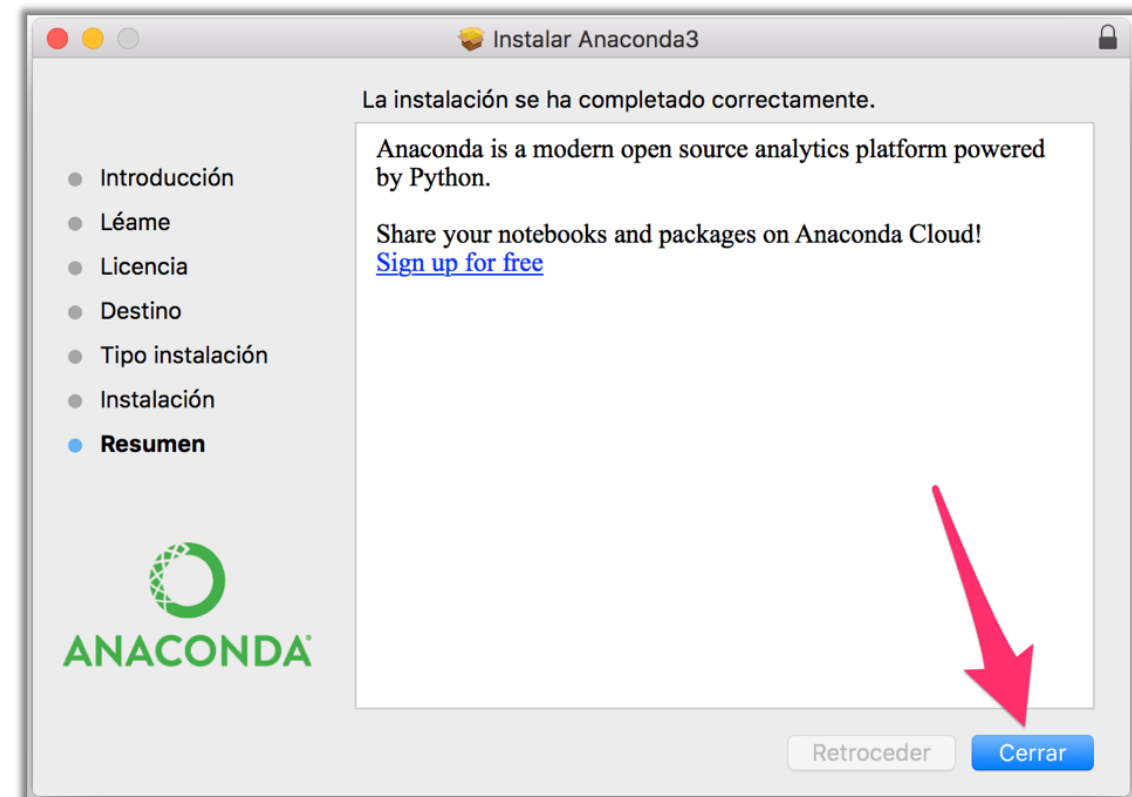 Instalar Anaconda3
La instalación se ha completado correctamente.
Introducción
Léame
Licencia
Destino
Tipo instalación
Instalación
Resumen
ANACONDA
Anaconda is a modern open source analytics platform powered
by Python.
Share your notebooks and packages on Anaconda Cloud!
Sign up for free
Retroceder
Cerrar